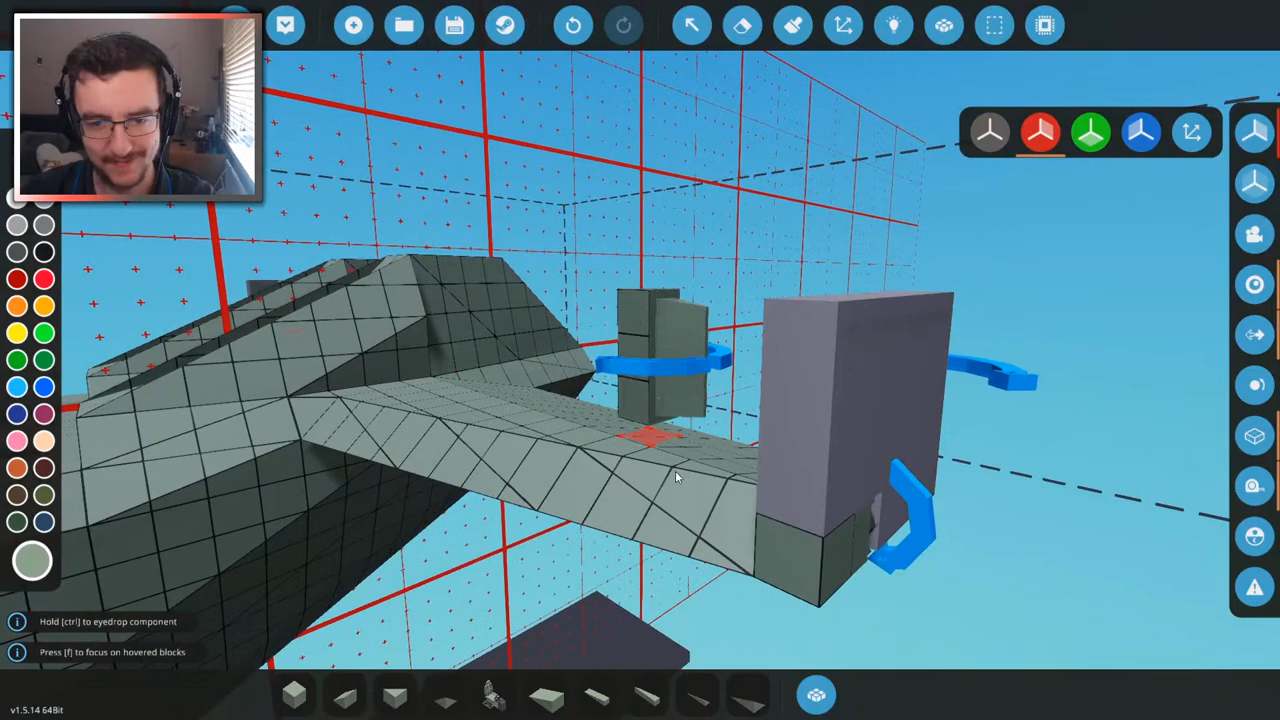 Hold [ctrl] to eyedrop component
Press [f] to focus on hovered blocks
v1.5.14 64Bit